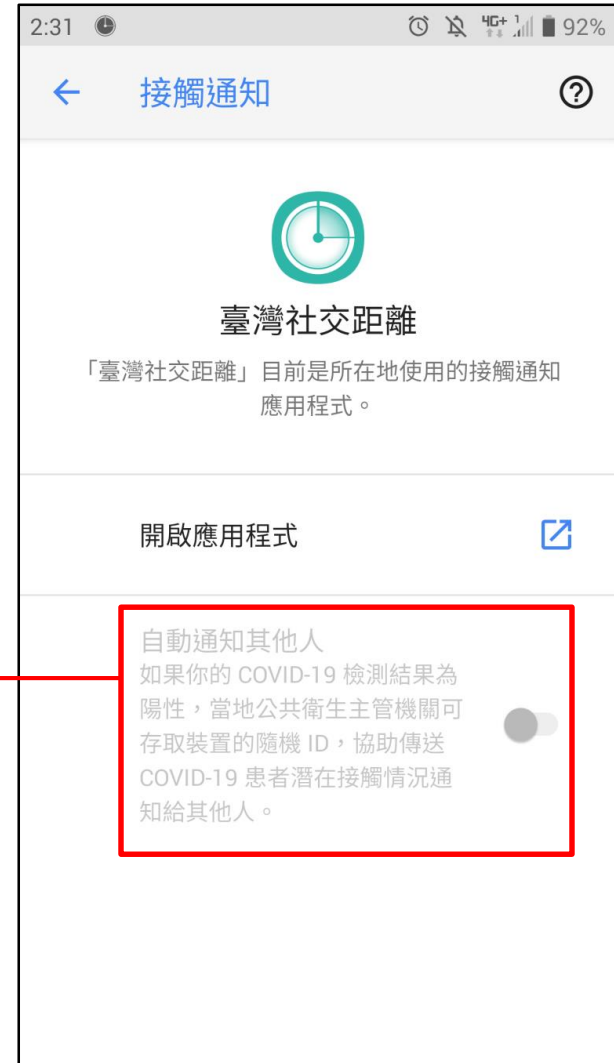 2:31 4G+ 1 92%
接觸通知
臺灣社交距離
「臺灣社交距離」目前是所在地使用的接觸通知
應用程式。
開啟應用程式
自動通知其他人
如果你的 COVID-19 檢測結果為
陽性，當地公共衛生主管機關可
存取裝置的隨機 ID，協助傳送
COVID-19 患者潛在接觸情況通
知給其他人。